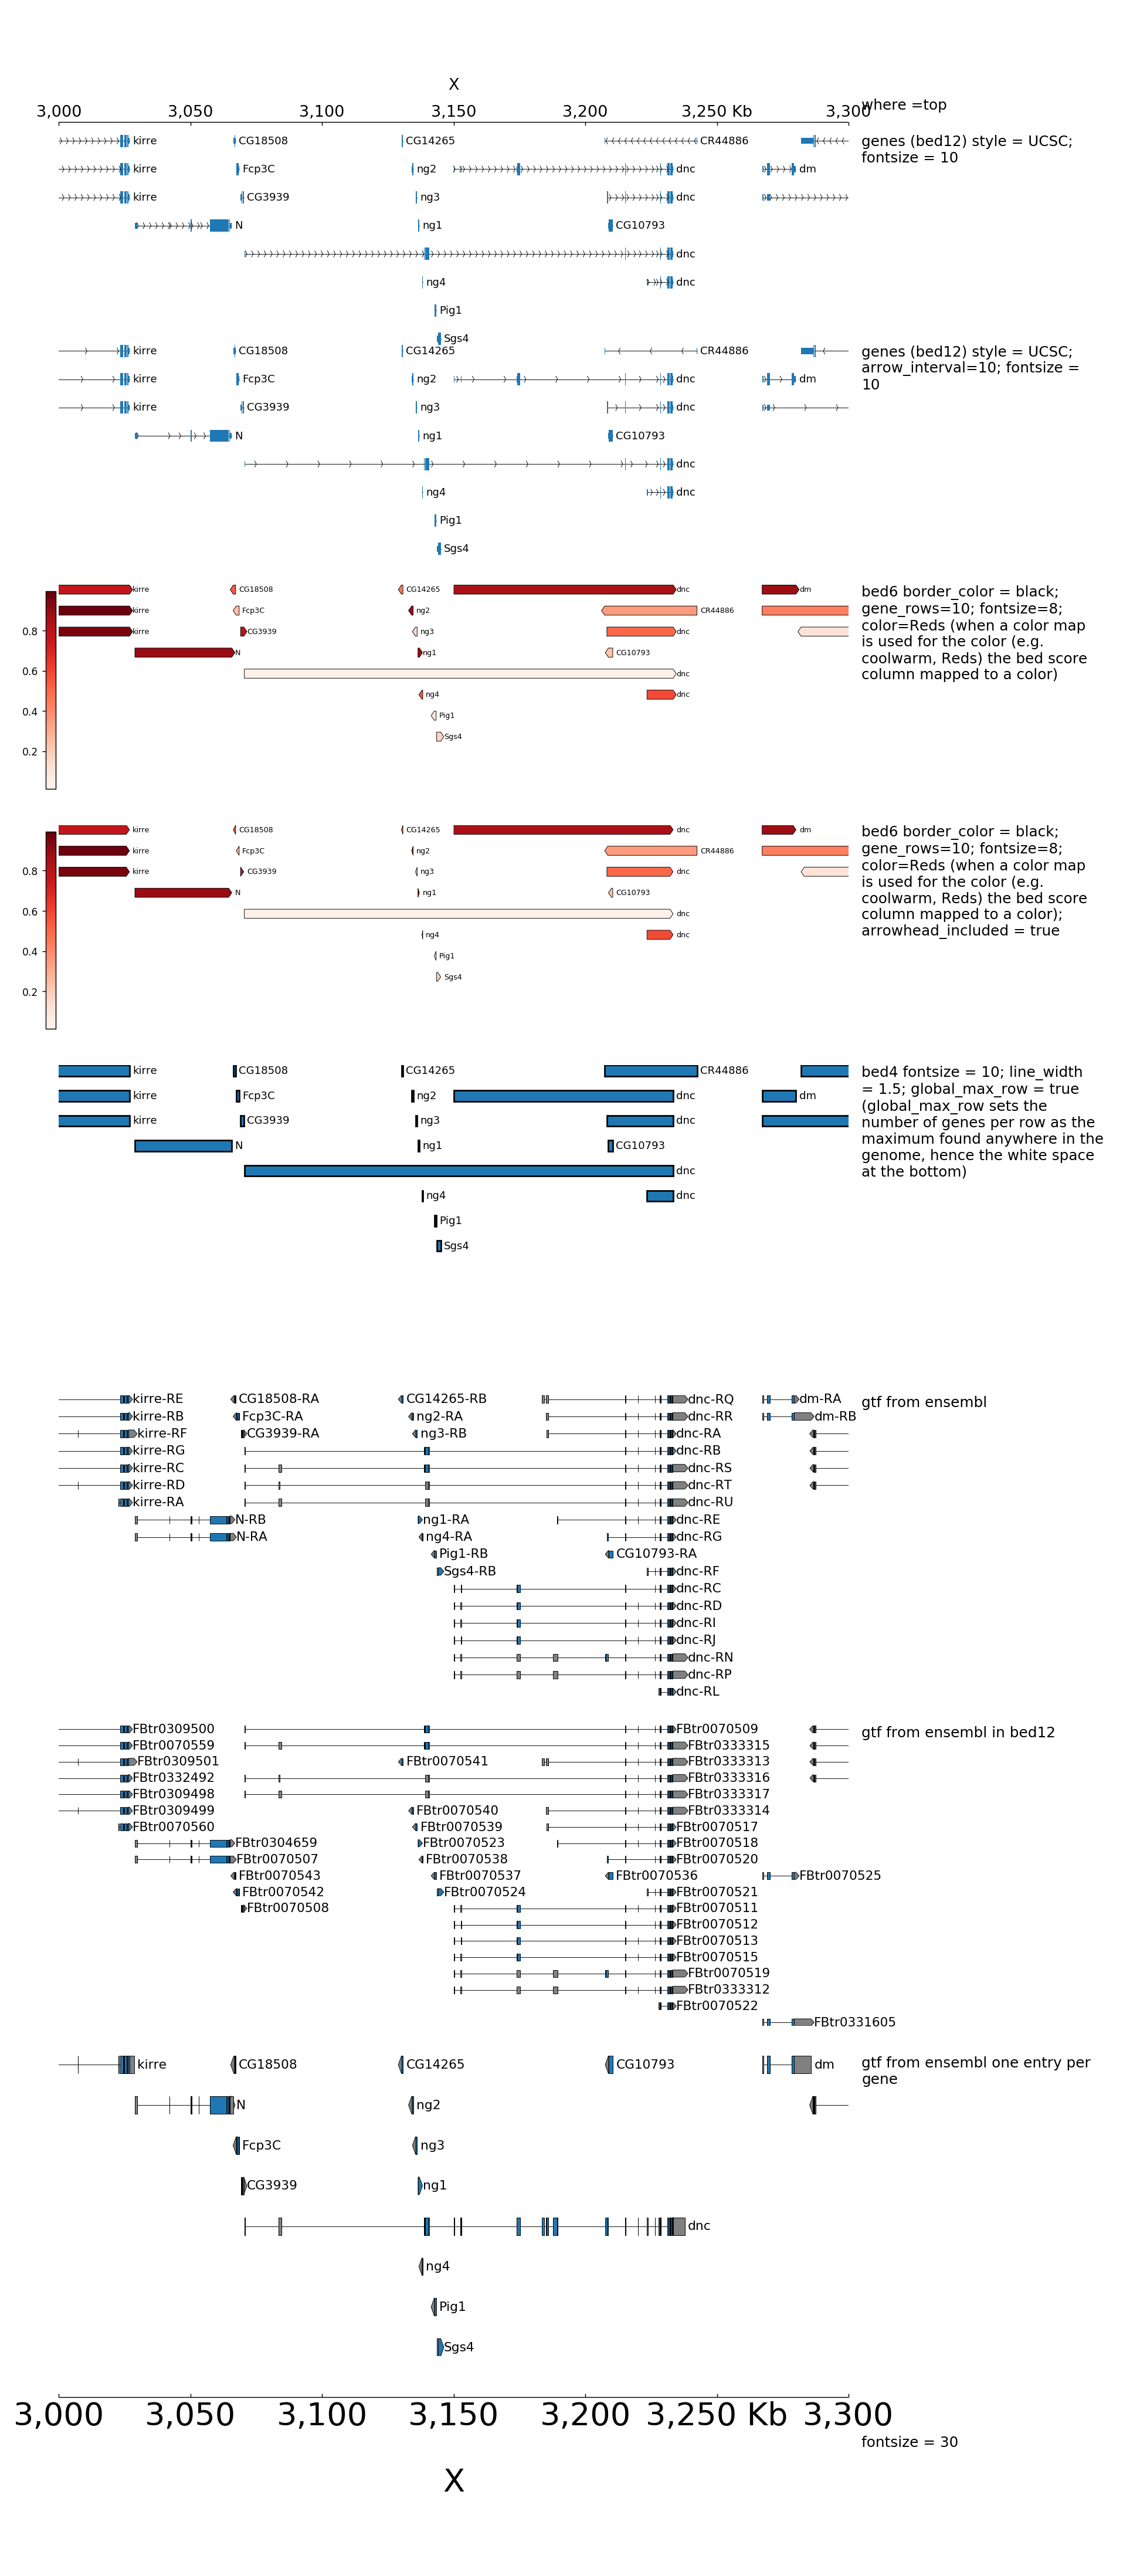 X
3,000 3,050 3,100 3,150 3,200 3,250 Kb 3,300
where =top
kirre CG18508 CG14265 CR44886
genes (bed12) style = UCSC;
fontsize = 10
kirre Fcp3C ng2 dnc dm
kirre CG3939 ng3 dnc
N ng1 CG10793
dnc
ng4 dnc
Pig1
Sgs4
kirre CG18508 CG14265 CR44886
genes (bed12) style = UCSC;
arrow_interval=10; fontsize =
10
kirre Fcp3C ng2 dnc dm
kirre CG3939 ng3 dnc
N ng1 CG10793
dnc
ng4 dnc
Pig1
Sgs4
0.8
0.6
0.4
0.2
kirre CG18508 CG14265 dnc dm
kirre Fcp3C ng2 CR44886
kirre CG3939 ng3 dnc
N ng1 CG10793
dnc
ng4 dnc
Pig1
Sgs4
bed6 border_color = black;
gene_rows=10; fontsize=8;
color=Reds (when a color map
is used for the color (e.g.
coolwarm, Reds) the bed score
column mapped to a color)
0.8
0.6
0.4
0.2
kirre CG18508 CG14265 dnc dm
kirre Fcp3C ng2 CR44886
kirre CG3939 ng3 dnc
N ng1 CG10793
dnc
ng4 dnc
Pig1
Sgs4
bed6 border_color = black;
gene_rows=10; fontsize=8;
color=Reds (when a color map
is used for the color (e.g.
coolwarm, Reds) the bed score
column mapped to a color);
arrowhead_included = true
kirre CG18508 CG14265 CR44886
kirre Fcp3C ng2 dnc dm
kirre CG3939 ng3 dnc
N ng1 CG10793
dnc
ng4 dnc
Pig1
Sgs4
bed4 fontsize = 10; line_width
= 1.5; global_max_row = true
(global_max_row sets the
number of genes per row as the
maximum found anywhere in the
genome, hence the white space
at the bottom)
kirre-RE CG18508-RA CG14265-RB dnc-RQ dm-RA
gtf from ensembl
kirre-RB Fcp3C-RA ng2-RA dnc-RR dm-RB
kirre-RF CG3939-RA ng3-RB dnc-RA
kirre-RG dnc-RB
kirre-RC dnc-RS
kirre-RD dnc-RT
kirre-RA dnc-RU
N-RB ng1-RA dnc-RE
N-RA ng4-RA dnc-RG
Pig1-RB CG10793-RA
Sgs4-RB dnc-RF
dnc-RC
dnc-RD
dnc-RI
dnc-RJ
dnc-RN
dnc-RP
dnc-RL
FBtr0309500 FBtr0070509
gtf from ensembl in bed12
FBtr0070559 FBtr0333315
FBtr0309501 FBtr0070541 FBtr0333313
FBtr0332492 FBtr0333316
FBtr0309498 FBtr0333317
FBtr0309499 FBtr0070540 FBtr0333314
FBtr0070560 FBtr0070539 FBtr0070517
FBtr0304659 FBtr0070523 FBtr0070518
FBtr0070507 FBtr0070538 FBtr0070520
FBtr0070543 FBtr0070537 FBtr0070536 FBtr0070525
FBtr0070542 FBtr0070524 FBtr0070521
FBtr0070508 FBtr0070511
FBtr0070512
FBtr0070513
FBtr0070515
FBtr0070519
FBtr0333312
FBtr0070522
FBtr0331605
kirre CG18508 CG14265 CG10793 dm
gtf from ensembl one entry per
gene
N ng2
Fcp3C ng3
CG3939 ng1
dnc
ng4
Pig1
Sgs4
3,000 3,050 3,100 3,150 3,200 3,250 Kb 3,300
fontsize = 30
X